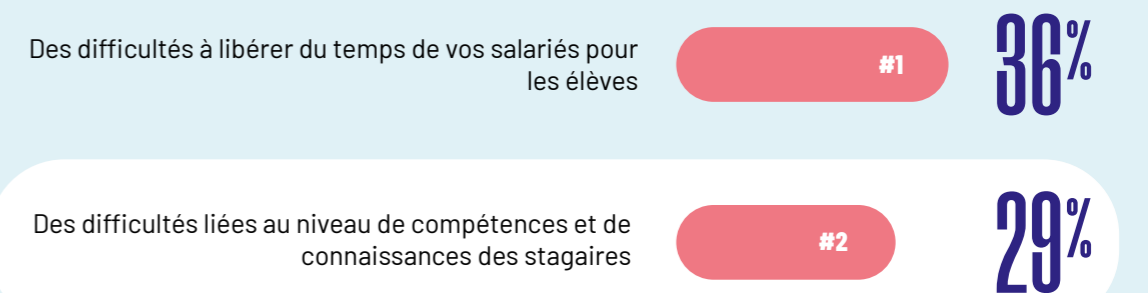 Des difficultés à libérer du temps de vos salariés pour
les élèves
#1
36%
Des difficultés liées au niveau de compétences et de
connaissances des stagaires
#2
29%